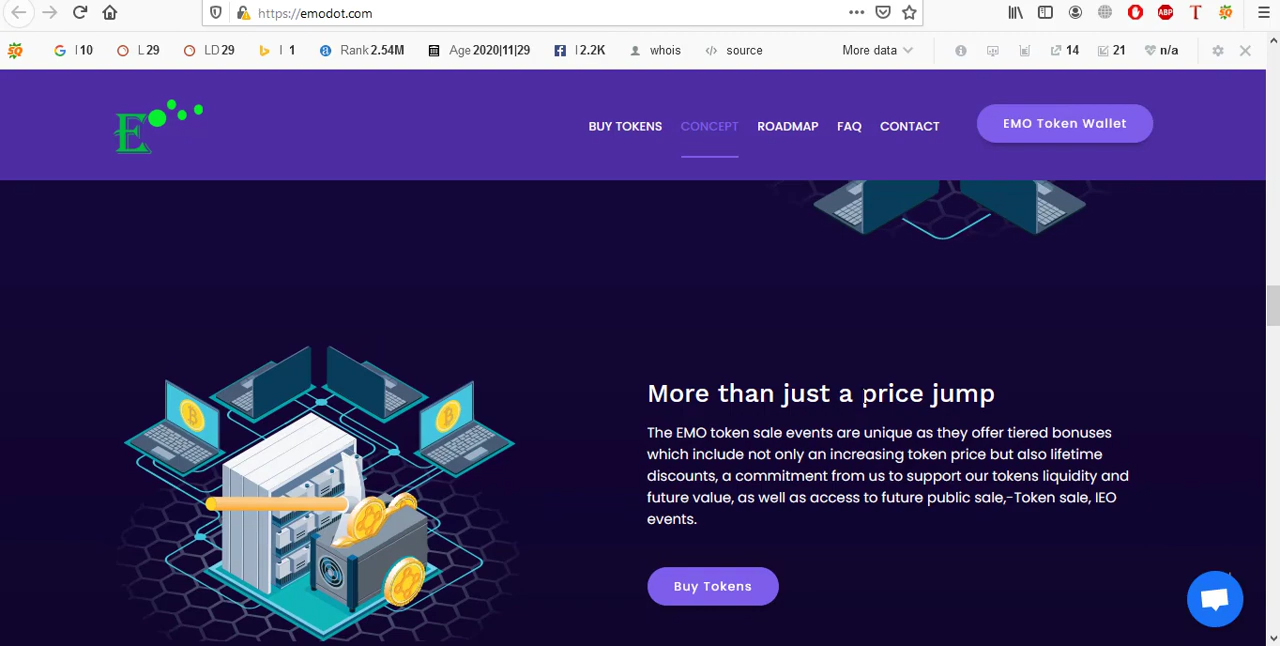 https://emodot.com
ABP
T
I 10
L 29
LD 29
I 1
Rank 2.54M
Age 2020|11|29
I 2.2K
whois
source
More data
14
21
n/a
E
BUY TOKENS
CONCEPT
ROADMAP
FAQ
CONTACT
EMO Token Wallet
More than just a price jump
The EMO token sale events are unique as they offer tiered bonuses
which include not only an increasing token price but also lifetime
discounts, a commitment from us to support our tokens liquidity and
future value, as well as access to future public sale,-Token sale, IEO
events.
Buy Tokens